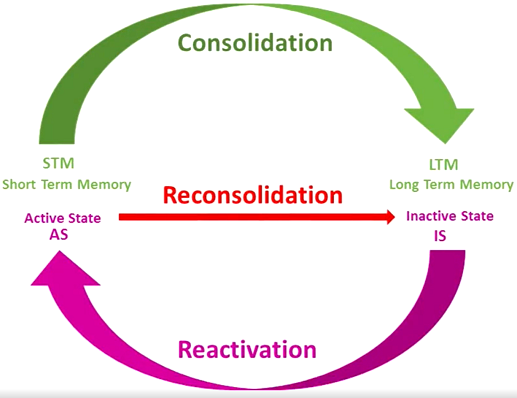 Consolidation
STM
Short Term Memory
LTM
Long Term Memory
Reconsolidation
Active State
AS
Inactive State
IS
Reactivation